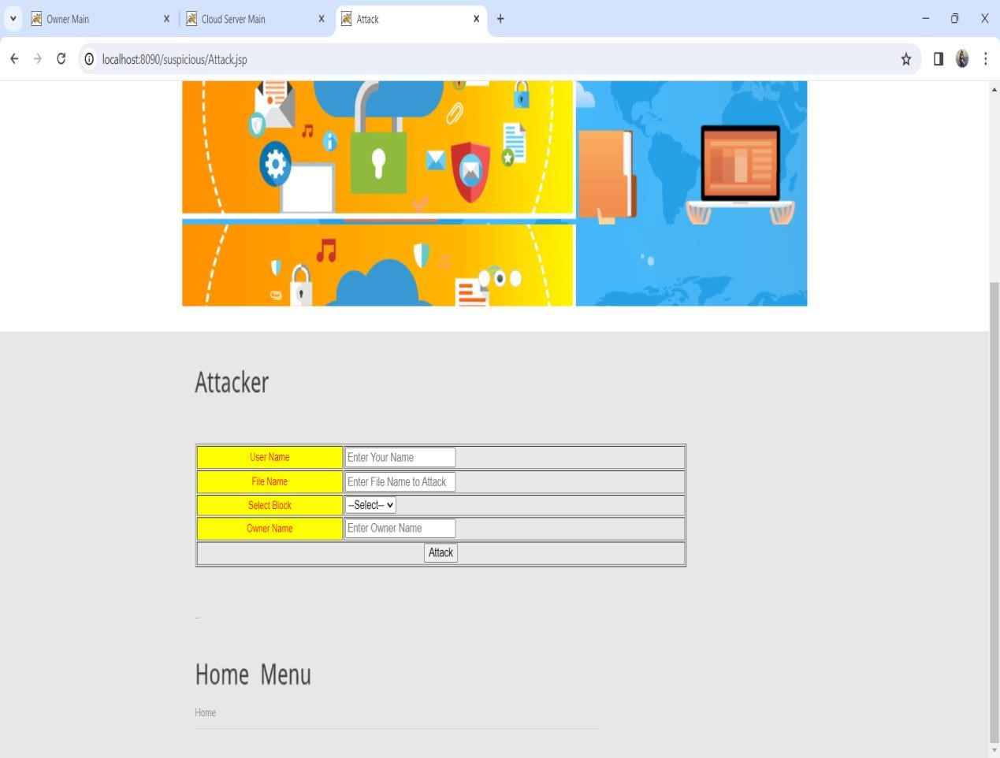 Owner Main
Cloud Server Main
Attack
localhost:8090/suspicious/Attack.jsp
Attacker
User Name
Enter Your Name
File Name
Enter File Name to Attack
Select Block
--Select--
Owner Name
Enter Owner Name
Attack
..
Home Menu
Home